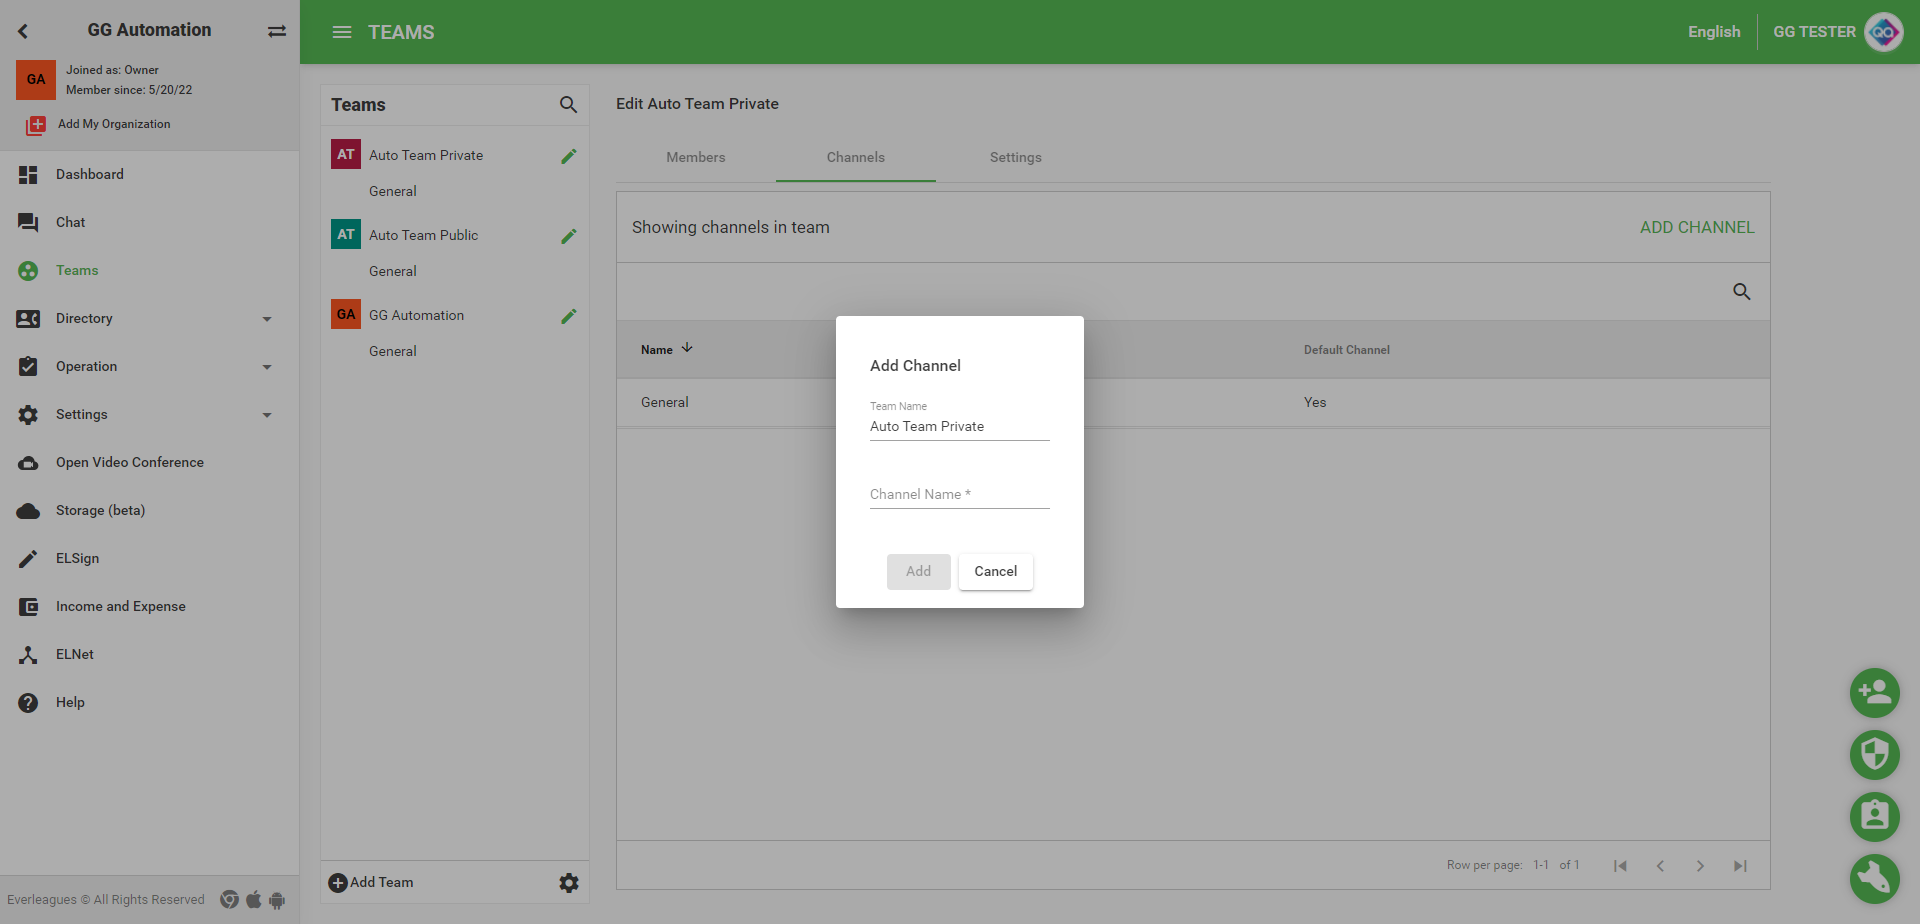 GG Automation
GA
Joined as: Owner
Member since: 5/20/22
Add My Organization
Dashboard
Chat
Teams
Directory
Operation
Settings
Open Video Conference
Storage (beta)
ELSign
Income and Expense
ELNet
Help
Everleagues © All Rights Reserved
TEAMS
English
GG TESTER
QA
Teams
AT Auto Team Private
General
AT Auto Team Public
General
GA GG Automation
General
Add Team
Edit Auto Team Private
Members Channels Settings
Showing channels in team ADD CHANNEL
Name Default Channel
General Yes
Row per page: 1-1 of 1
Add Channel
Team Name
Auto Team Private
Channel Name *
Add Cancel